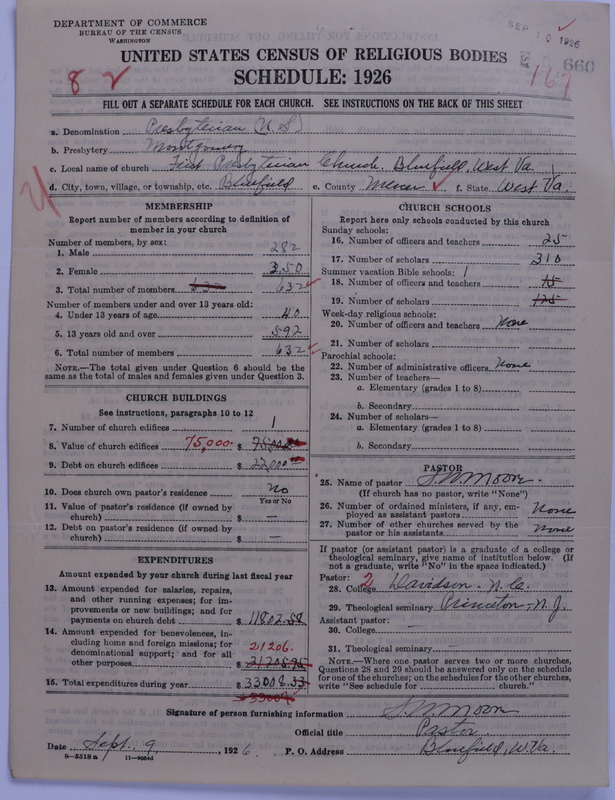 DEPARTMENT OF COMMERCE
BUREAU OF THE CENSUS
WASHINGTON
SEP 10 1926
UNITED STATES CENSUS OF RELIGIOUS BODIES
SCHEDULE: 1926
8 2
660
167
FILL OUT A SEPARATE SCHEDULE FOR EACH CHURCH. SEE INSTRUCTIONS ON THE BACK OF THIS SHEET
a. Denomination Presbyterian (U.S)
b. Presbytery Montgomery
c. Local name of church First Presbyterian Church. Bluefield, West Va.
d. City, town, village, or township, etc. Bluefield e. County Mercer f. State West Va.
MEMBERSHIP
Report number of members according to definition of member in your church
Number of members, by sex:
1. Male 282
2. Female 350
3. Total number of members 632 632
Number of members under and over 13 years old:
4. Under 13 years of age 40
5. 13 years old and over 592
6. Total number of members 632
NOTE.—The total given under Question 6 should be the same as the total of males and females given under Question 3.
CHURCH BUILDINGS
See instructions, paragraphs 10 to 12
7. Number of church edifices 1
8. Value of church edifices 75,000. $ 75000
9. Debt on church edifices $ 22,000
10. Does church own pastor's residence No
Yes or No
11. Value of pastor's residence (if owned by church) $ —
12. Debt on pastor's residence (if owned by church) $ —
EXPENDITURES
Amount expended by your church during last fiscal year
13. Amount expended for salaries, repairs, and other running expenses; for improvements or new buildings; and for payments on church debt $ 11802.58
14. Amount expended for benevolences, including home and foreign missions; for denominational support; and for all other purposes 21206. $ 21205.75
15. Total expenditures during year $ 33008.33
33008
CHURCH SCHOOLS
Report here only schools conducted by this church
Sunday schools:
16. Number of officers and teachers 25
17. Number of scholars 310
Summer vacation Bible schools: 1
18. Number of officers and teachers 15
19. Number of scholars 125
Week-day religious schools:
20. Number of officers and teachers None
21. Number of scholars
Parochial schools:
22. Number of administrative officers None
23. Number of teachers—
a. Elementary (grades 1 to 8)
b. Secondary
24. Number of scholars—
a. Elementary (grades 1 to 8)
b. Secondary
PASTOR
25. Name of pastor S.W. Moon.
(If church has no pastor, write "None")
26. Number of ordained ministers, if any, employed as assistant pastors None
27. Number of other churches served by the pastor or his assistants None
If pastor (or assistant pastor) is a graduate of a college or theological seminary, give name of institution below. (If not a graduate, write "No" in the space indicated.)
Pastor: 2
28. College Davidson, N.C.
29. Theological seminary Princeton, N.J.
Assistant pastor:
30. College —
31. Theological seminary —
NOTE.—Where one pastor serves two or more churches, Questions 28 and 29 should be answered only on the schedule for one of the churches; on the schedules for the other churches, write "See schedule for church."
Signature of person furnishing information S.W. Moon
Official title Pastor
Date Sept. 9, 1926 P. O. Address Bluefield, W.Va.
8—5318 a